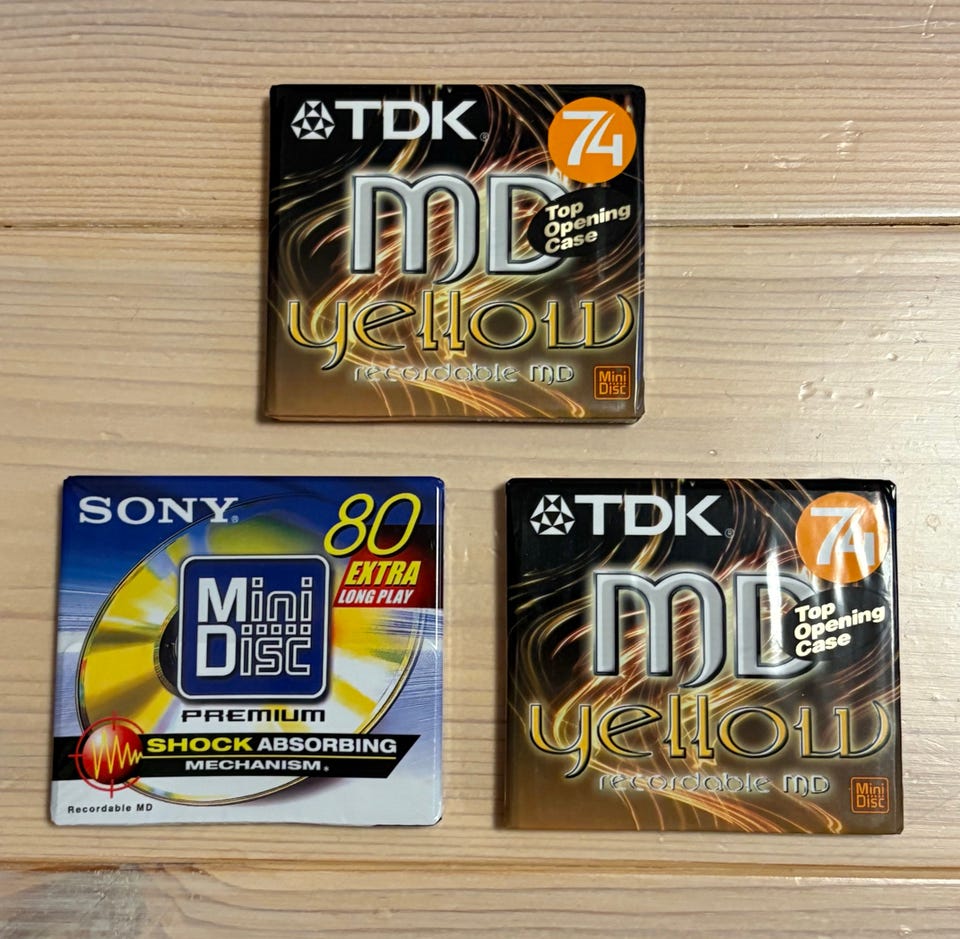 TDK®
74
MD
Top
Opening
Case
yellow
recordable MD
Mini
Disc
SONY®
80
EXTRA
LONG PLAY
Mini
Disc
PREMIUM
SHOCK ABSORBING
MECHANISM*
Recordable MD
TDK®
74
MD
Top
Opening
Case
yellow
recordable MD
Mini
Disc